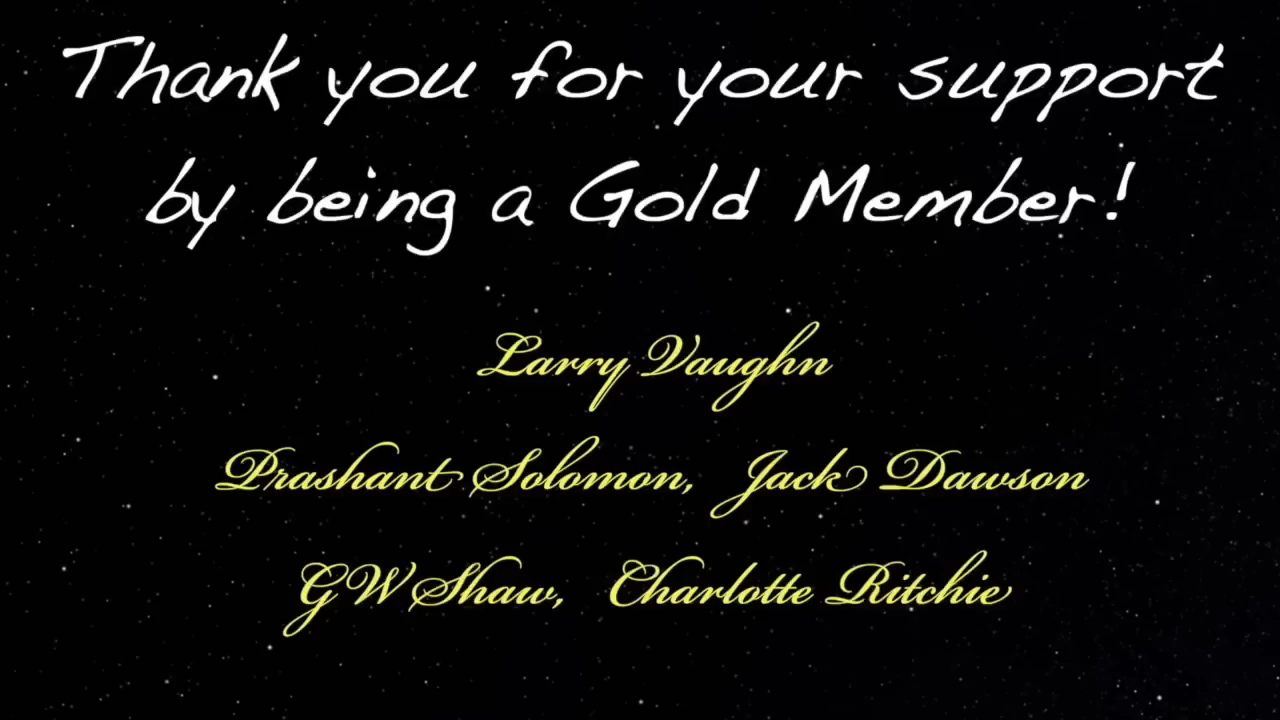 Thank you for your support
by being a Gold Member!
Larry Vaughn
Prashant Solomon, Jack Dawson
GW Shaw, Charlotte Ritchie